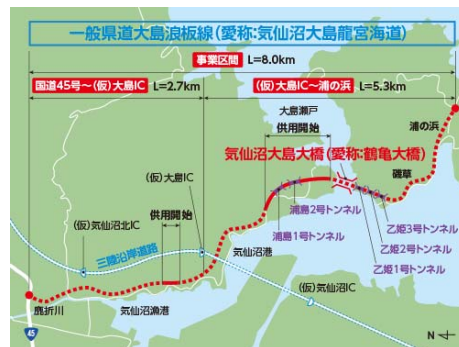 一般県道大島浪板線(愛称:気仙沼大島龍宮海道)
事業区間 L=8.0km
国道45号～(仮)大島IC L=2.7km
(仮)大島IC～浦の浜 L=5.3km
大島瀬戸
供用開始
浦の浜
気仙沼大島大橋(愛称:鶴亀大橋)
磯草
(仮)大島IC
浦島2号トンネル
乙姫3号トンネル
(仮)気仙沼北IC
供用開始
浦島1号トンネル
乙姫2号トンネル
三陸沿岸道路
気仙沼港
乙姫1号トンネル
(仮)気仙沼IC
鹿折川
気仙沼漁港
45
N